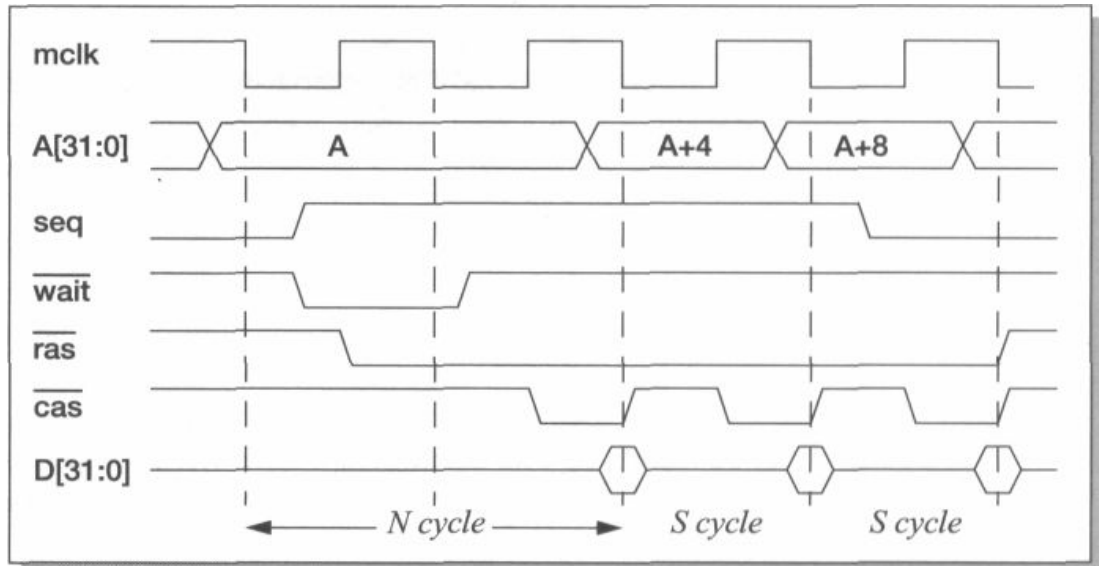 mclk
A[31:0] A A+4 A+8
seq
wait
ras
cas
D[31:0]
N cycle S cycle S cycle